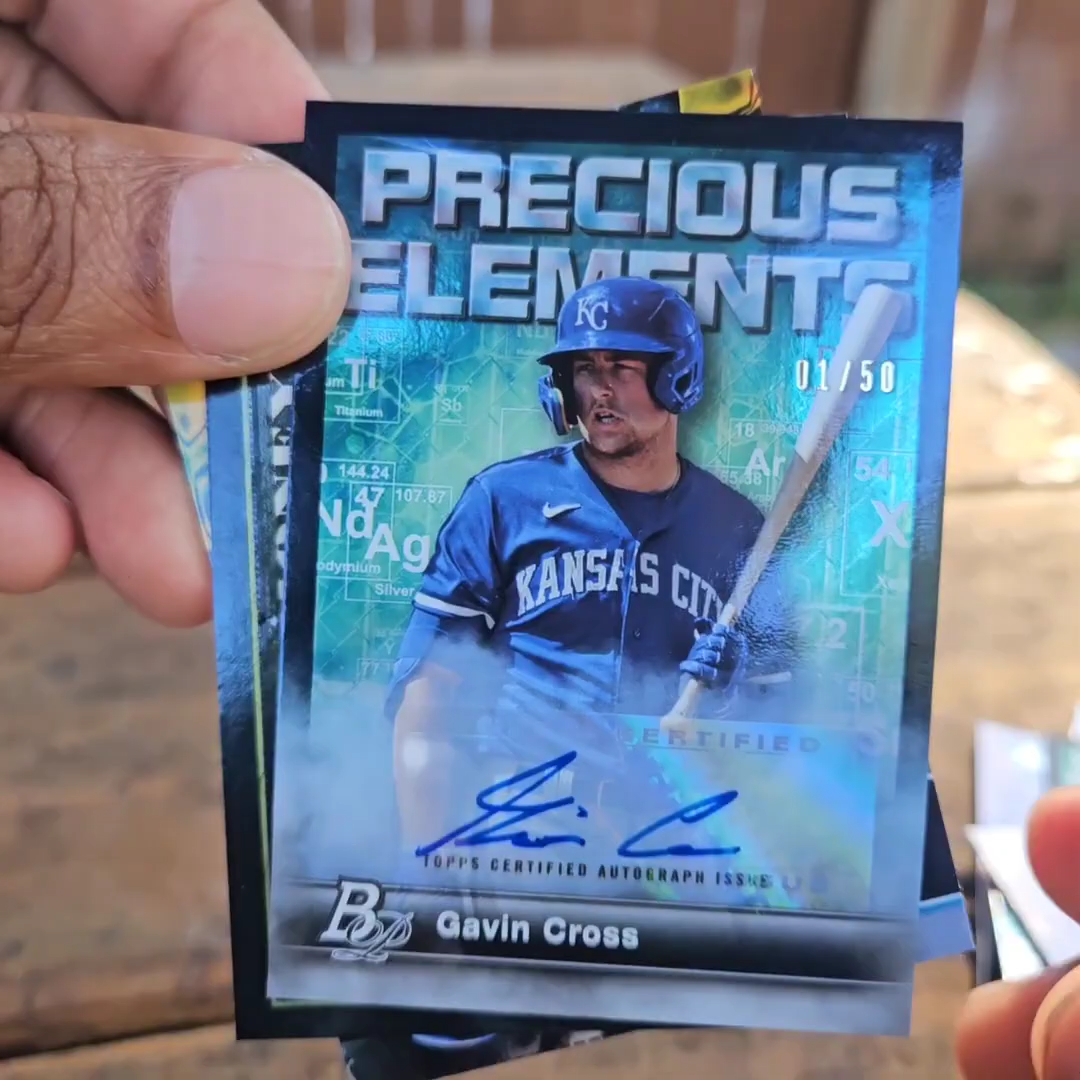 PRECIOUS
ELEMENTS
01/50
KC
Ti
Titanium
Sb
18
Ar
54
X
144.24
47 107.87
Nd
Ag
Silver
KANSAS CITY
CERTIFIED
TOPPS CERTIFIED AUTOGRAPH ISSUE
B
Gavin Cross